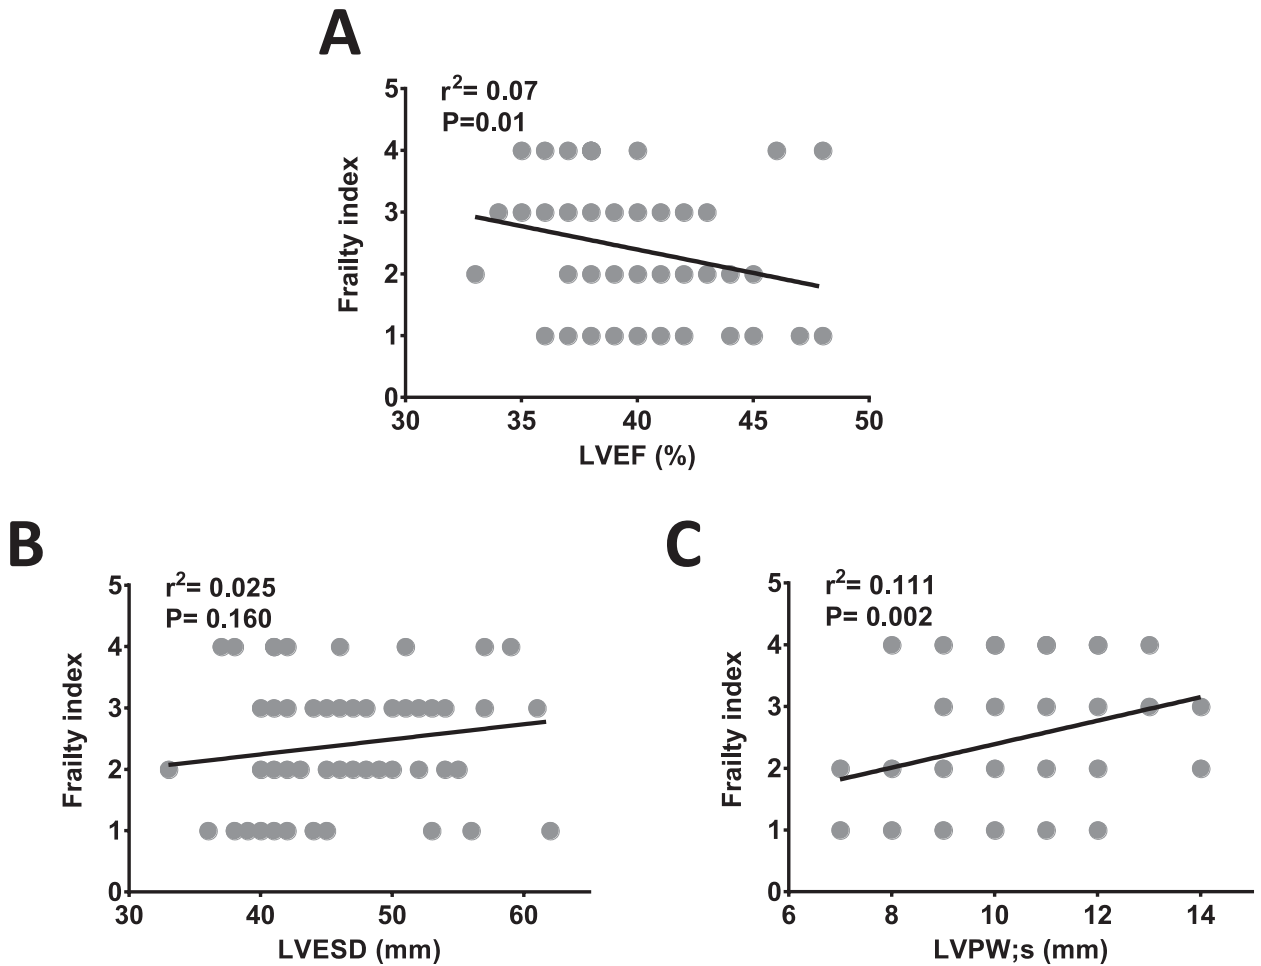 A
r²= 0.07
P=0.01
5
4
3
2
1
0
Frailty index
30 35 40 45 50
LVEF (%)
B
r²= 0.025
P= 0.160
5
4
3
2
1
0
Frailty index
30 40 50 60
LVESD (mm)
C
r²= 0.111
P= 0.002
5
4
3
2
1
0
Frailty index
6 8 10 12 14
LVPW;s (mm)